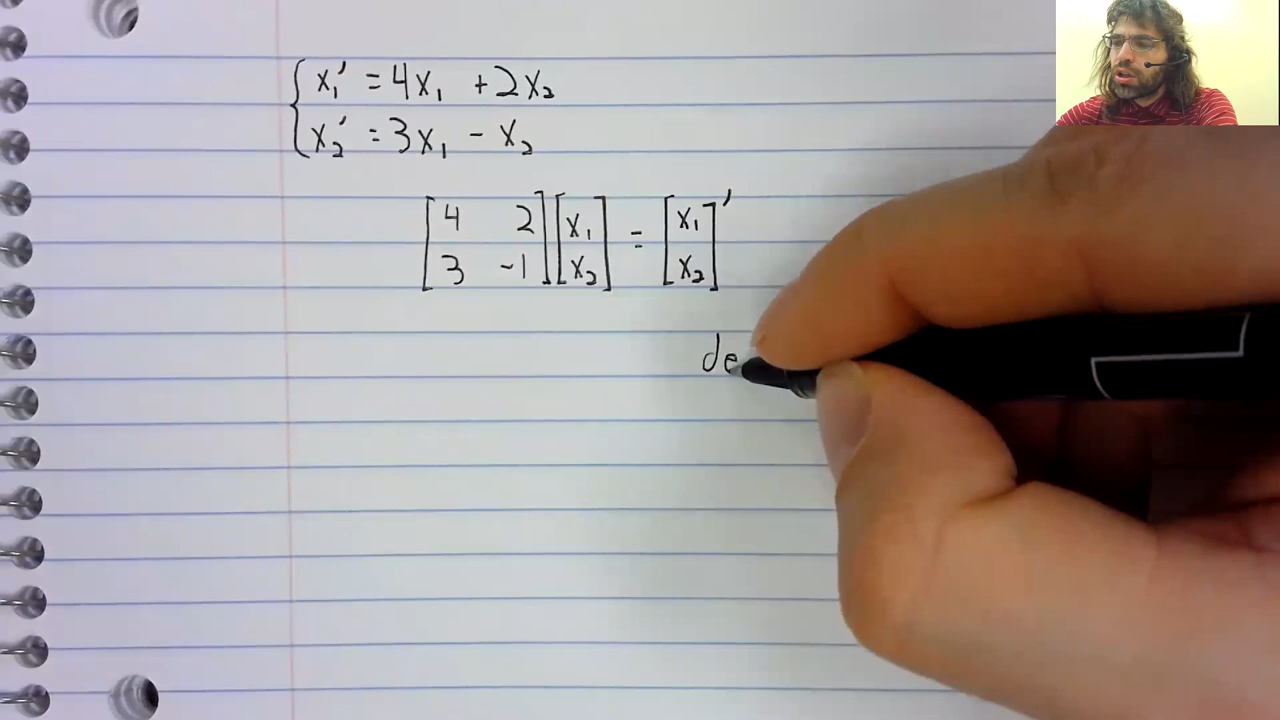 x₁' = 4x₁ + 2x₂
x₂' = 3x₁ - x₂
[4 2; 3 -1] [x₁; x₂] = [x₁; x₂]'
de